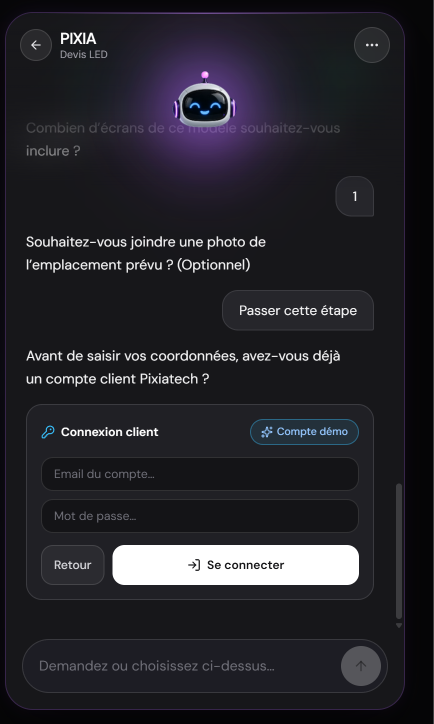 PIXIA
Devis LED
Combien d'écrans de ce modèle souhaitez-vous
inclure ?
1
Souhaitez-vous joindre une photo de
l'emplacement prévu ? (Optionnel)
Passer cette étape
Avant de saisir vos coordonnées, avez-vous déjà
un compte client Pixiatech ?
Connexion client
Compte démo
Email du compte...
Mot de passe...
Retour
Se connecter
Demandez ou choisissez ci-dessus...